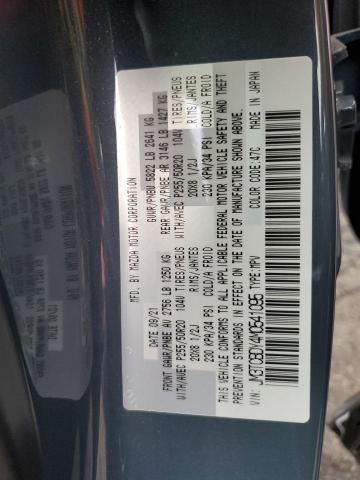 MFD. BY MAZDA MOTOR CORPORATION
DATE 09/21 GVWR/PNBV 5822 LB 2641 KG
FRONT GAWR/PNBE AV 2756 LB 1250 KG REAR GAWR/PNBE AR 3146 LB 1427 KG
WITH/AVEC P255/50R20 104V TIRES/PNEUS WITH/AVEC P255/50R20 104V TIRES/PNEUS
20X8 1/2J RIMS/JANTES 20X8 1/2J RIMS/JANTES
230 KPA/34 PSI COLD/A FROID 230 KPA/34 PSI COLD/A FROID
THIS VEHICLE CONFORMS TO ALL APPLICABLE FEDERAL MOTOR VEHICLE SAFETY AND THEFT
PREVENTION STANDARDS IN EFFECT ON THE DATE OF MANUFACTURE SHOWN ABOVE.
V/N: TYPE: MPV COLOR CODE: 47C MADE IN JAPAN